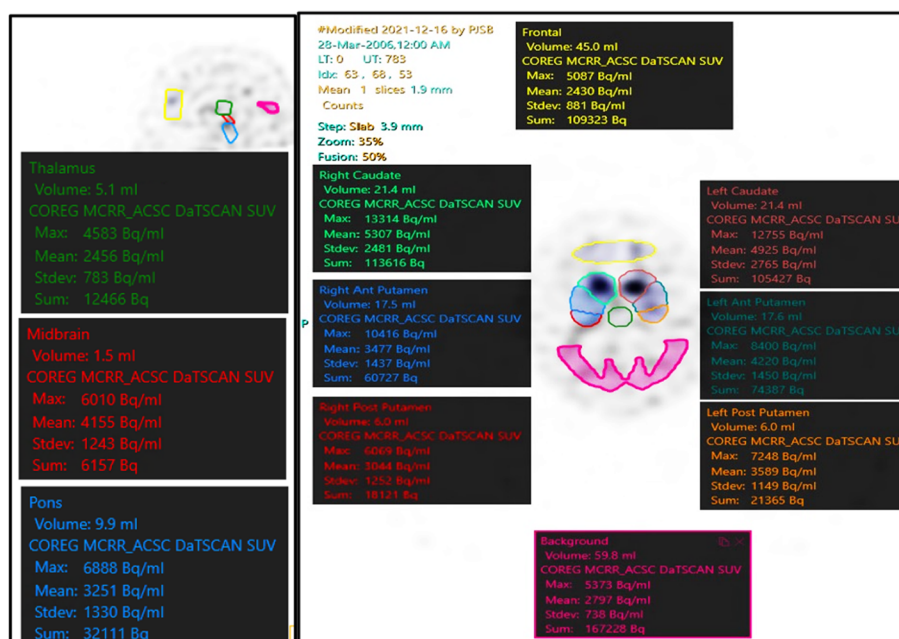 Thalamus
Volume: 5.1 ml
COREG MCRR_ACSC DaTSCAN SUV
Max: 4583 Bq/ml
Mean: 2456 Bq/ml
Stdev: 783 Bq/ml
Sum: 12466 Bq
Midbrain
Volume: 1.5 ml
COREG MCRR_ACSC DaTSCAN SUV
Max: 6010 Bq/ml
Mean: 4155 Bq/ml
Stdev: 1243 Bq/ml
Sum: 6157 Bq
Pons
Volume: 9.9 ml
COREG MCRR_ACSC DaTSCAN SUV
Max: 6888 Bq/ml
Mean: 3251 Bq/ml
Stdev: 1330 Bq/ml
Sum: 32111 Bq
#Modified 2021-12-16 by PJSB
28-Mar-2006,12:00 AM
LT: 0 UT: 783
Idx: 63, 68, 53
Mean 1 slices 1.9 mm
Counts
Step: Slab 3.9 mm
Zoom: 35%
Fusion: 50%
Frontal
Volume: 45.0 ml
COREG MCRR_ACSC DaTSCAN SUV
Max: 5087 Bq/ml
Mean: 2430 Bq/ml
Stdev: 881 Bq/ml
Sum: 109323 Bq
Right Caudate
Volume: 21.4 ml
COREG MCRR_ACSC DaTSCAN SUV
Max: 13314 Bq/ml
Mean: 5307 Bq/ml
Stdev: 2481 Bq/ml
Sum: 113616 Bq
Right Ant Putamen
Volume: 17.5 ml
COREG MCRR_ACSC DaTSCAN SUV
Max: 10416 Bq/ml
Mean: 3477 Bq/ml
Stdev: 1437 Bq/ml
Sum: 60727 Bq
P
Right Post Putamen
Volume: 6.0 ml
COREG MCRR_ACSC DaTSCAN SUV
Max: 6069 Bq/ml
Mean: 3044 Bq/ml
Stdev: 1252 Bq/ml
Sum: 18121 Bq
Left Caudate
Volume: 21.4 ml
COREG MCRR_ACSC DaTSCAN SUV
Max: 12755 Bq/ml
Mean: 4925 Bq/ml
Stdev: 2765 Bq/ml
Sum: 105427 Bq
Left Ant Putamen
Volume: 17.6 ml
COREG MCRR_ACSC DaTSCAN SUV
Max: 8400 Bq/ml
Mean: 4220 Bq/ml
Stdev: 1450 Bq/ml
Sum: 74387 Bq
Left Post Putamen
Volume: 6.0 ml
COREG MCRR_ACSC DaTSCAN SUV
Max: 7248 Bq/ml
Mean: 3589 Bq/ml
Stdev: 1149 Bq/ml
Sum: 21365 Bq
Background
Volume: 59.8 ml
COREG MCRR_ACSC DaTSCAN SUV
Max: 5373 Bq/ml
Mean: 2797 Bq/ml
Stdev: 738 Bq/ml
Sum: 167228 Bq